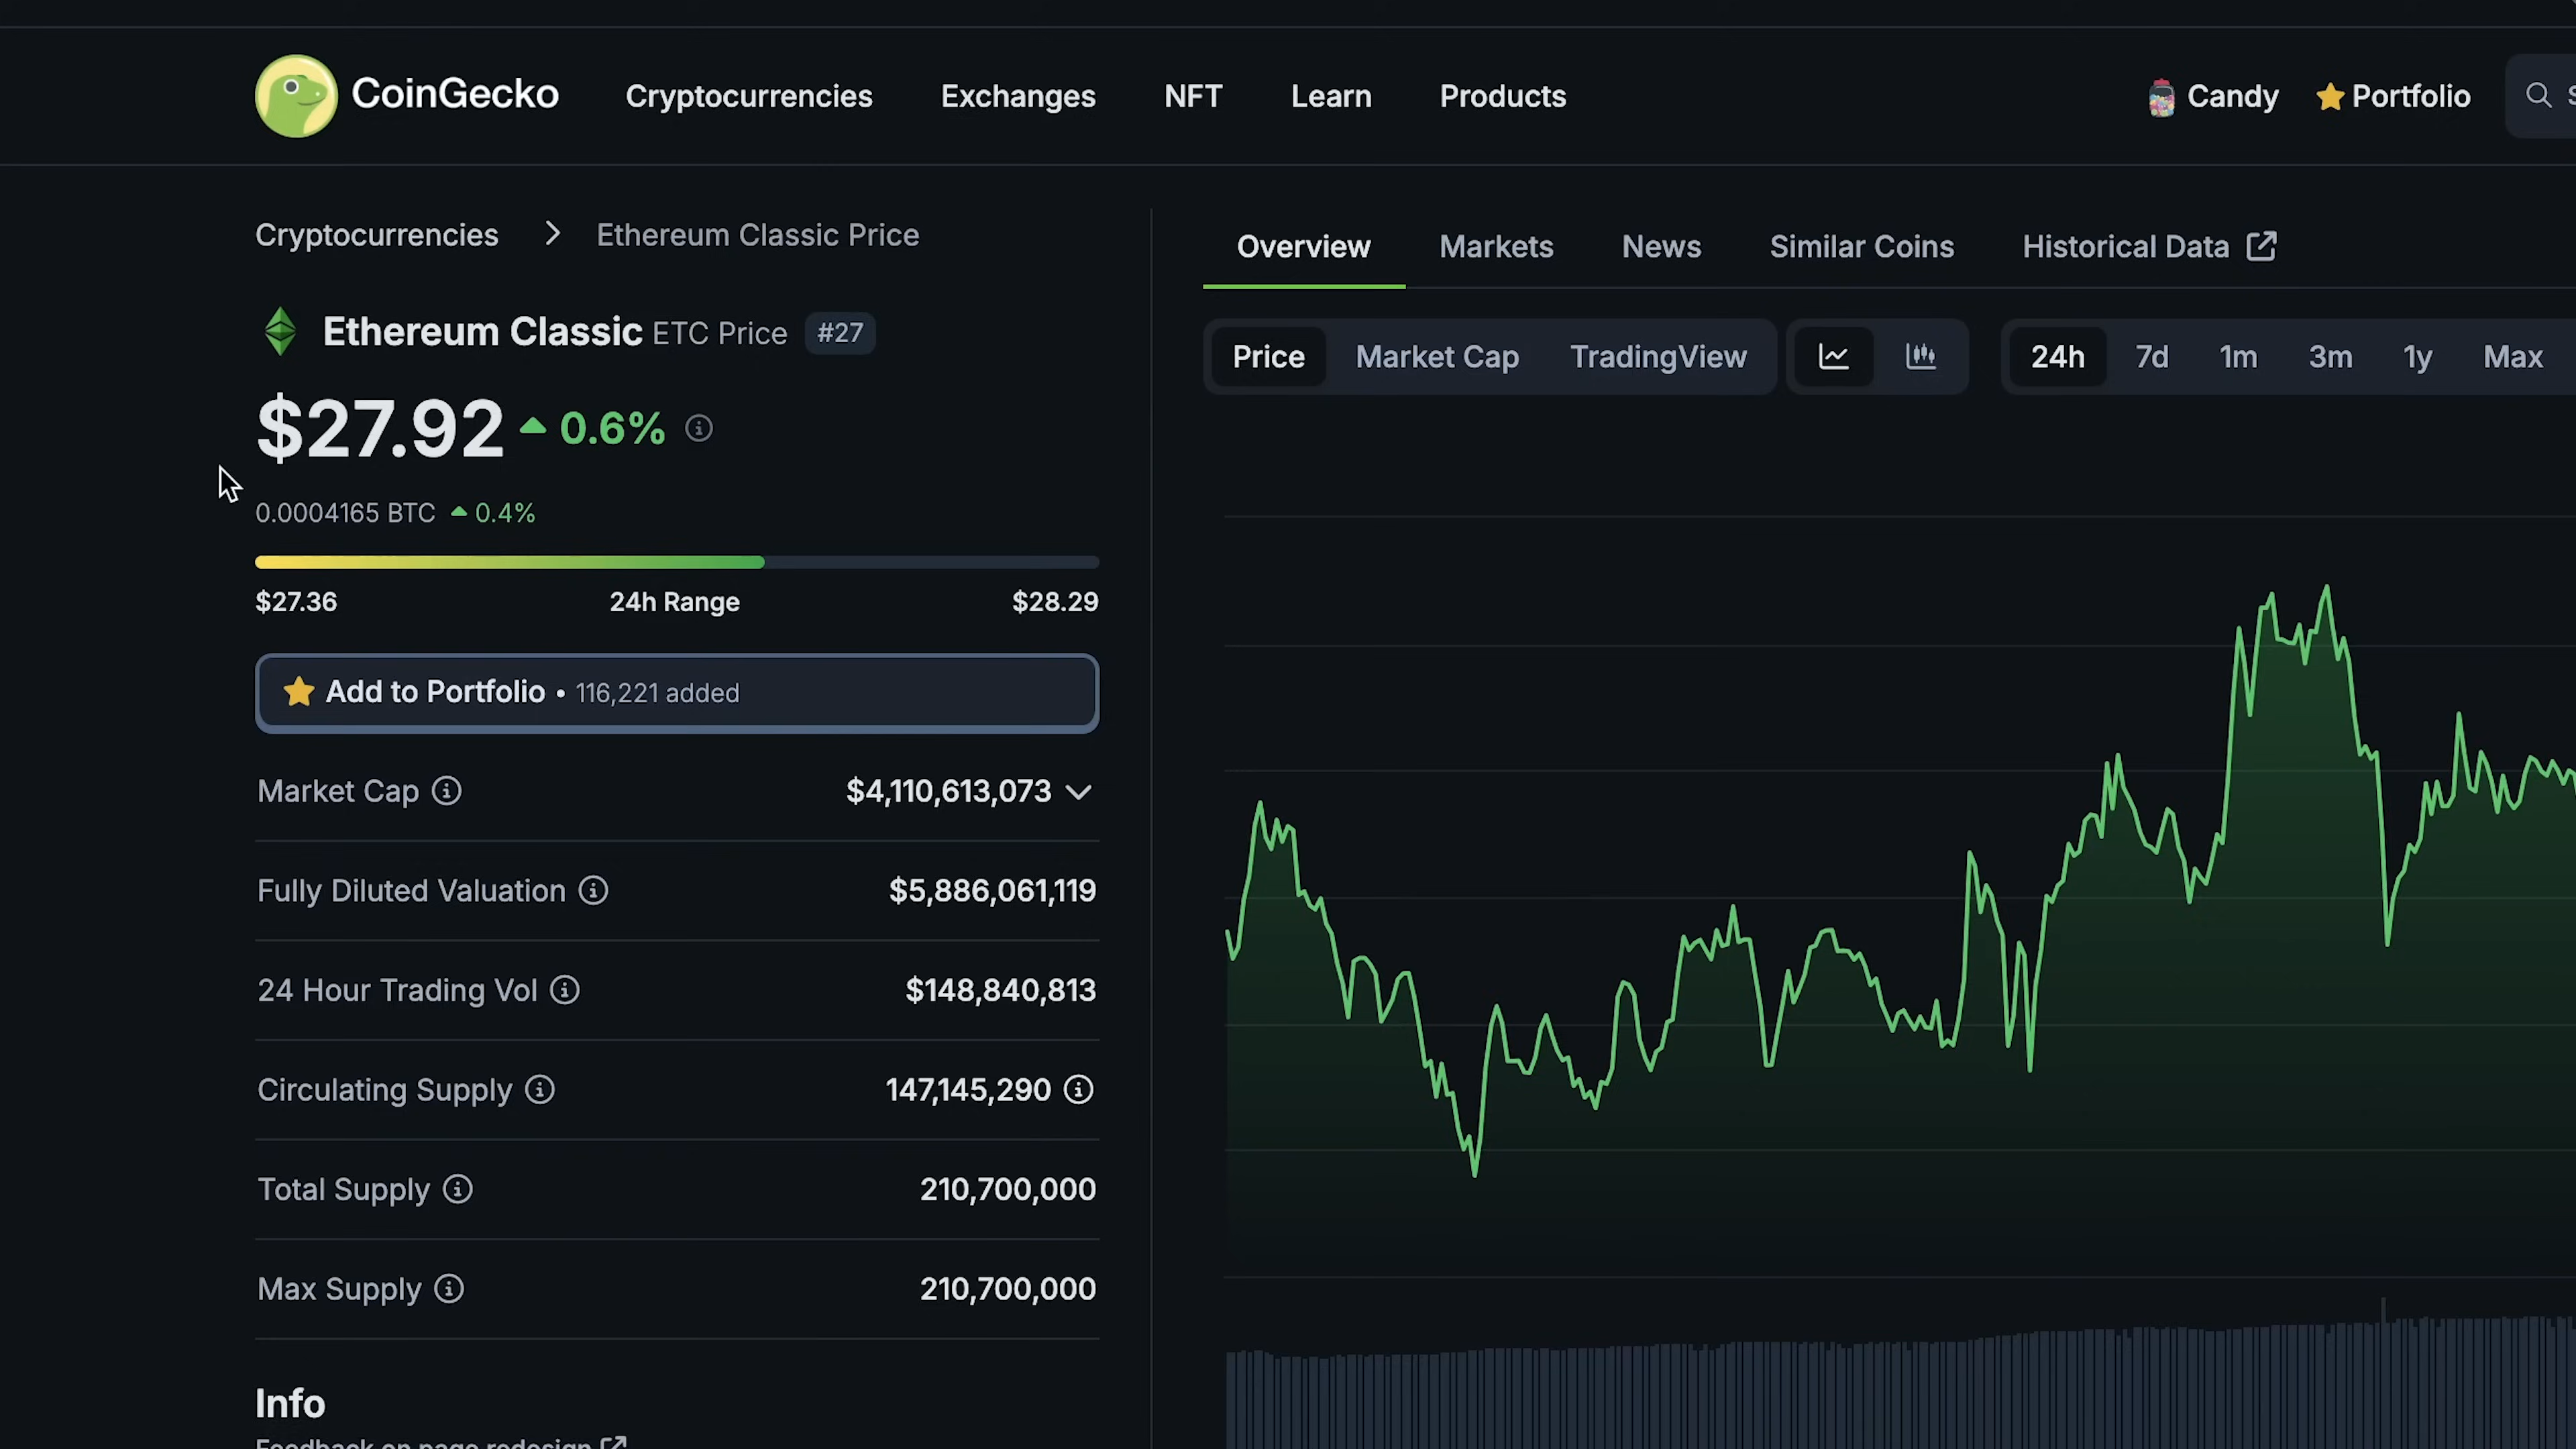 CoinGecko Cryptocurrencies Exchanges NFT Learn Products Candy Portfolio
Cryptocurrencies > Ethereum Classic Price
Overview Markets News Similar Coins Historical Data
Ethereum Classic ETC Price #27
Price Market Cap TradingView 24h 7d 1m 3m 1y Max
$27.92 0.6%
0.0004165 BTC 0.4%
$27.36 24h Range $28.29
Add to Portfolio • 116,221 added
Market Cap $4,110,613,073
Fully Diluted Valuation $5,886,061,119
24 Hour Trading Vol $148,840,813
Circulating Supply 147,145,290
Total Supply 210,700,000
Max Supply 210,700,000
Info
Feedback on page redesign